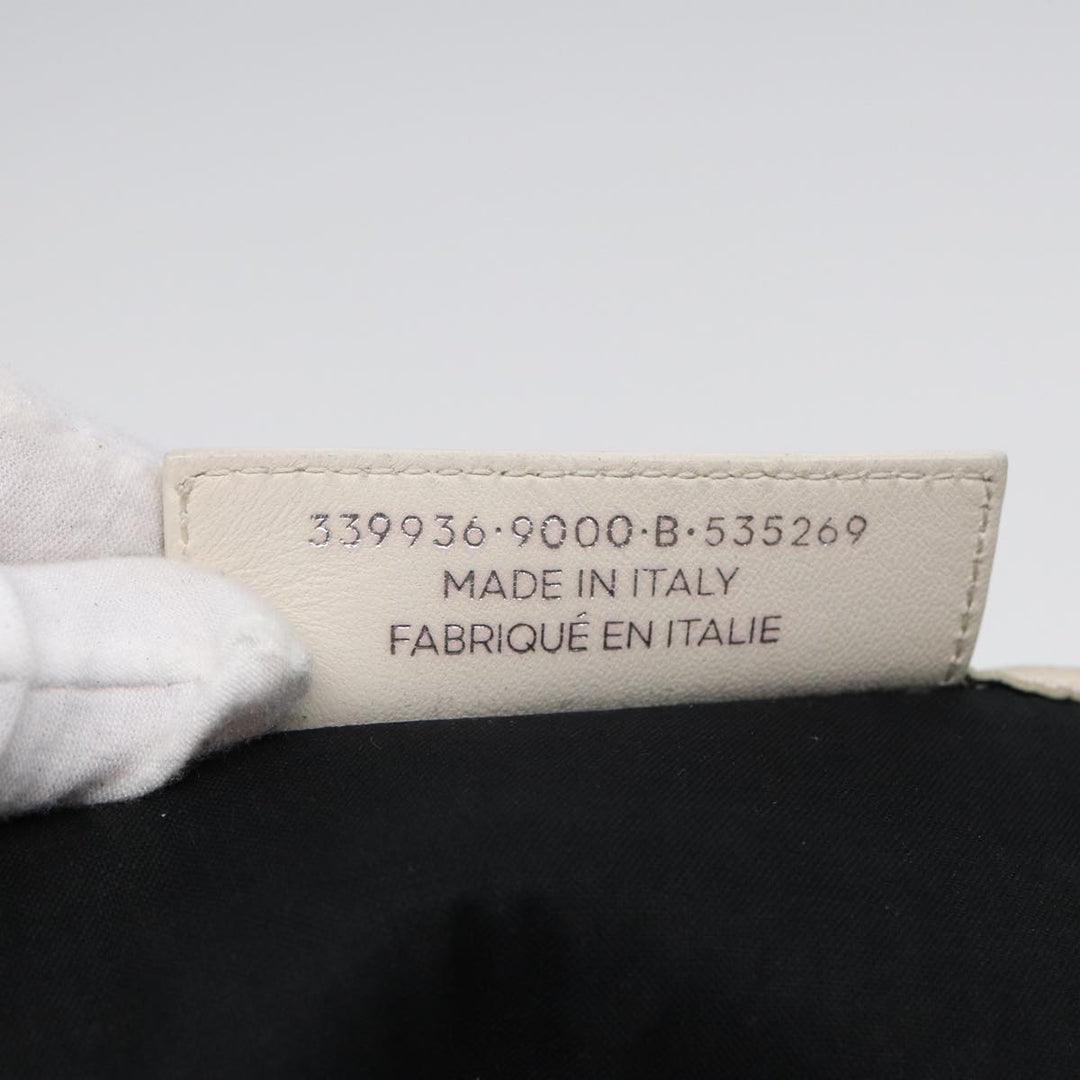 339936·9000·B·535269
MADE IN ITALY
FABRIQUÉ EN ITALIE